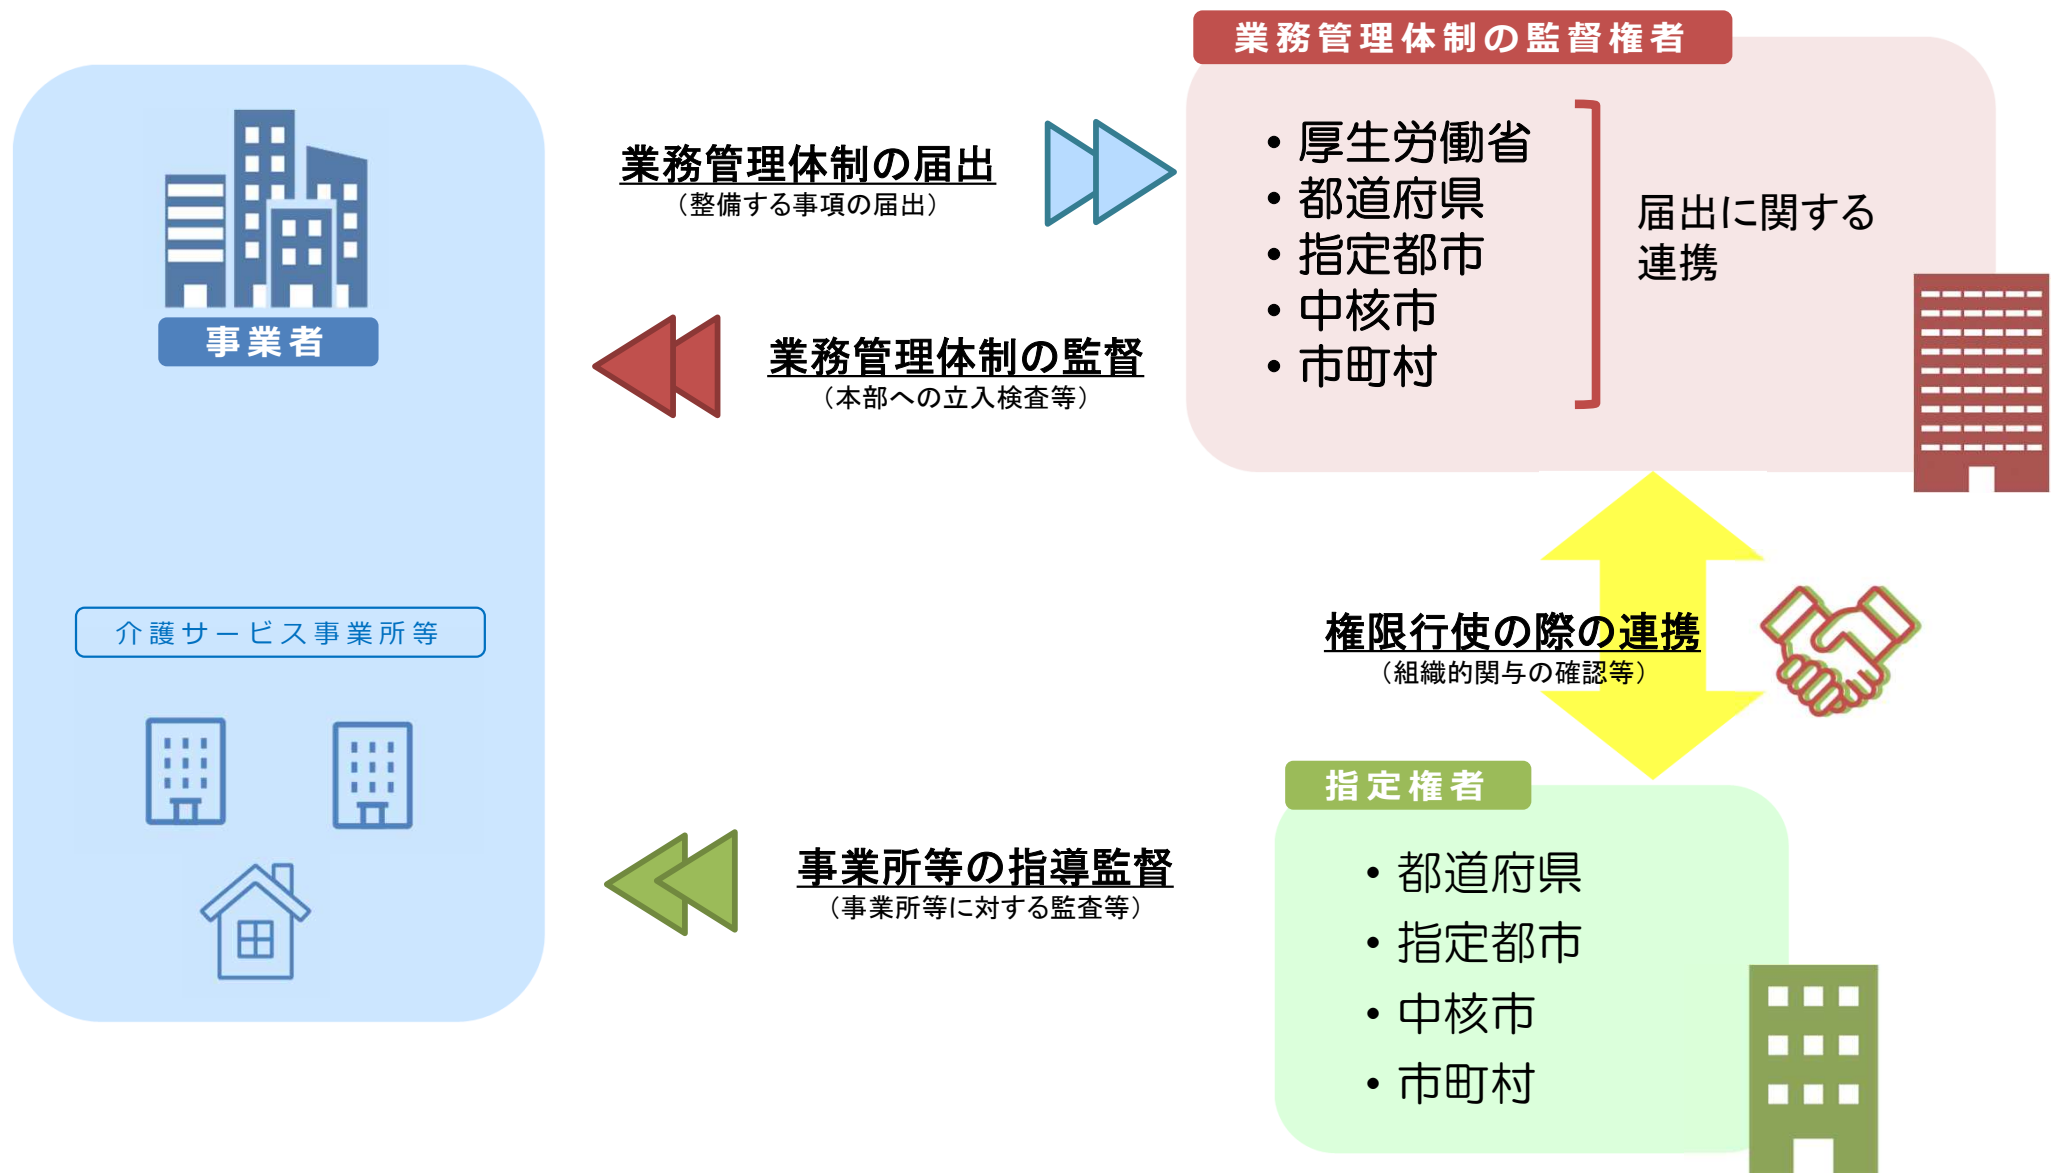 業務管理体制の監督権者
・厚生労働省
・都道府県
・指定都市
・中核市
・市町村
届出に関する
連携
業務管理体制の届出
（整備する事項の届出）
事業者
業務管理体制の監督
（本部への立入検査等）
介護サービス事業所等
権限行使の際の連携
（組織的関与の確認等）
指定権者
・都道府県
・指定都市
・中核市
・市町村
事業所等の指導監督
（事業所等に対する監査等）